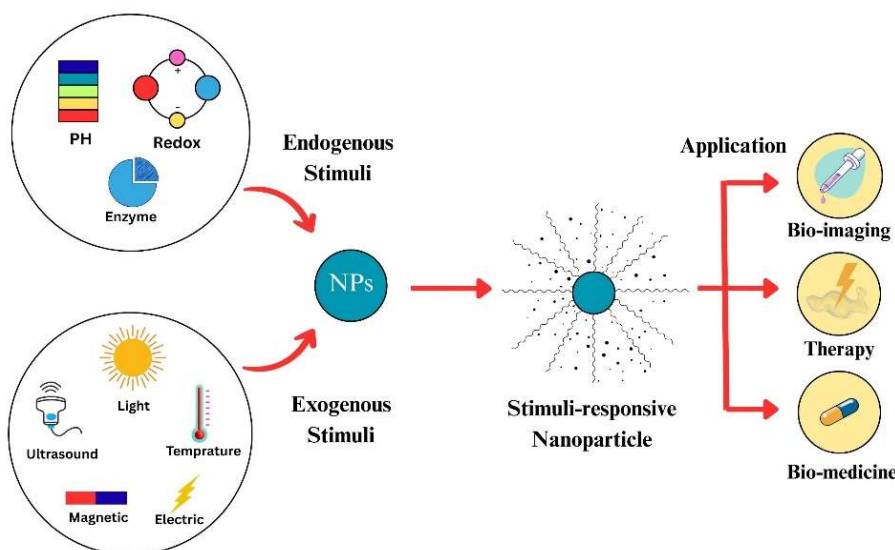 PH
Redox
+
–
Enzyme
Endogenous
Stimuli
Light
Ultrasound
Temprature
Magnetic
Electric
Exogenous
Stimuli
NPs
Stimuli-responsive
Nanoparticle
Application
Bio-imaging
Therapy
Bio-medicine